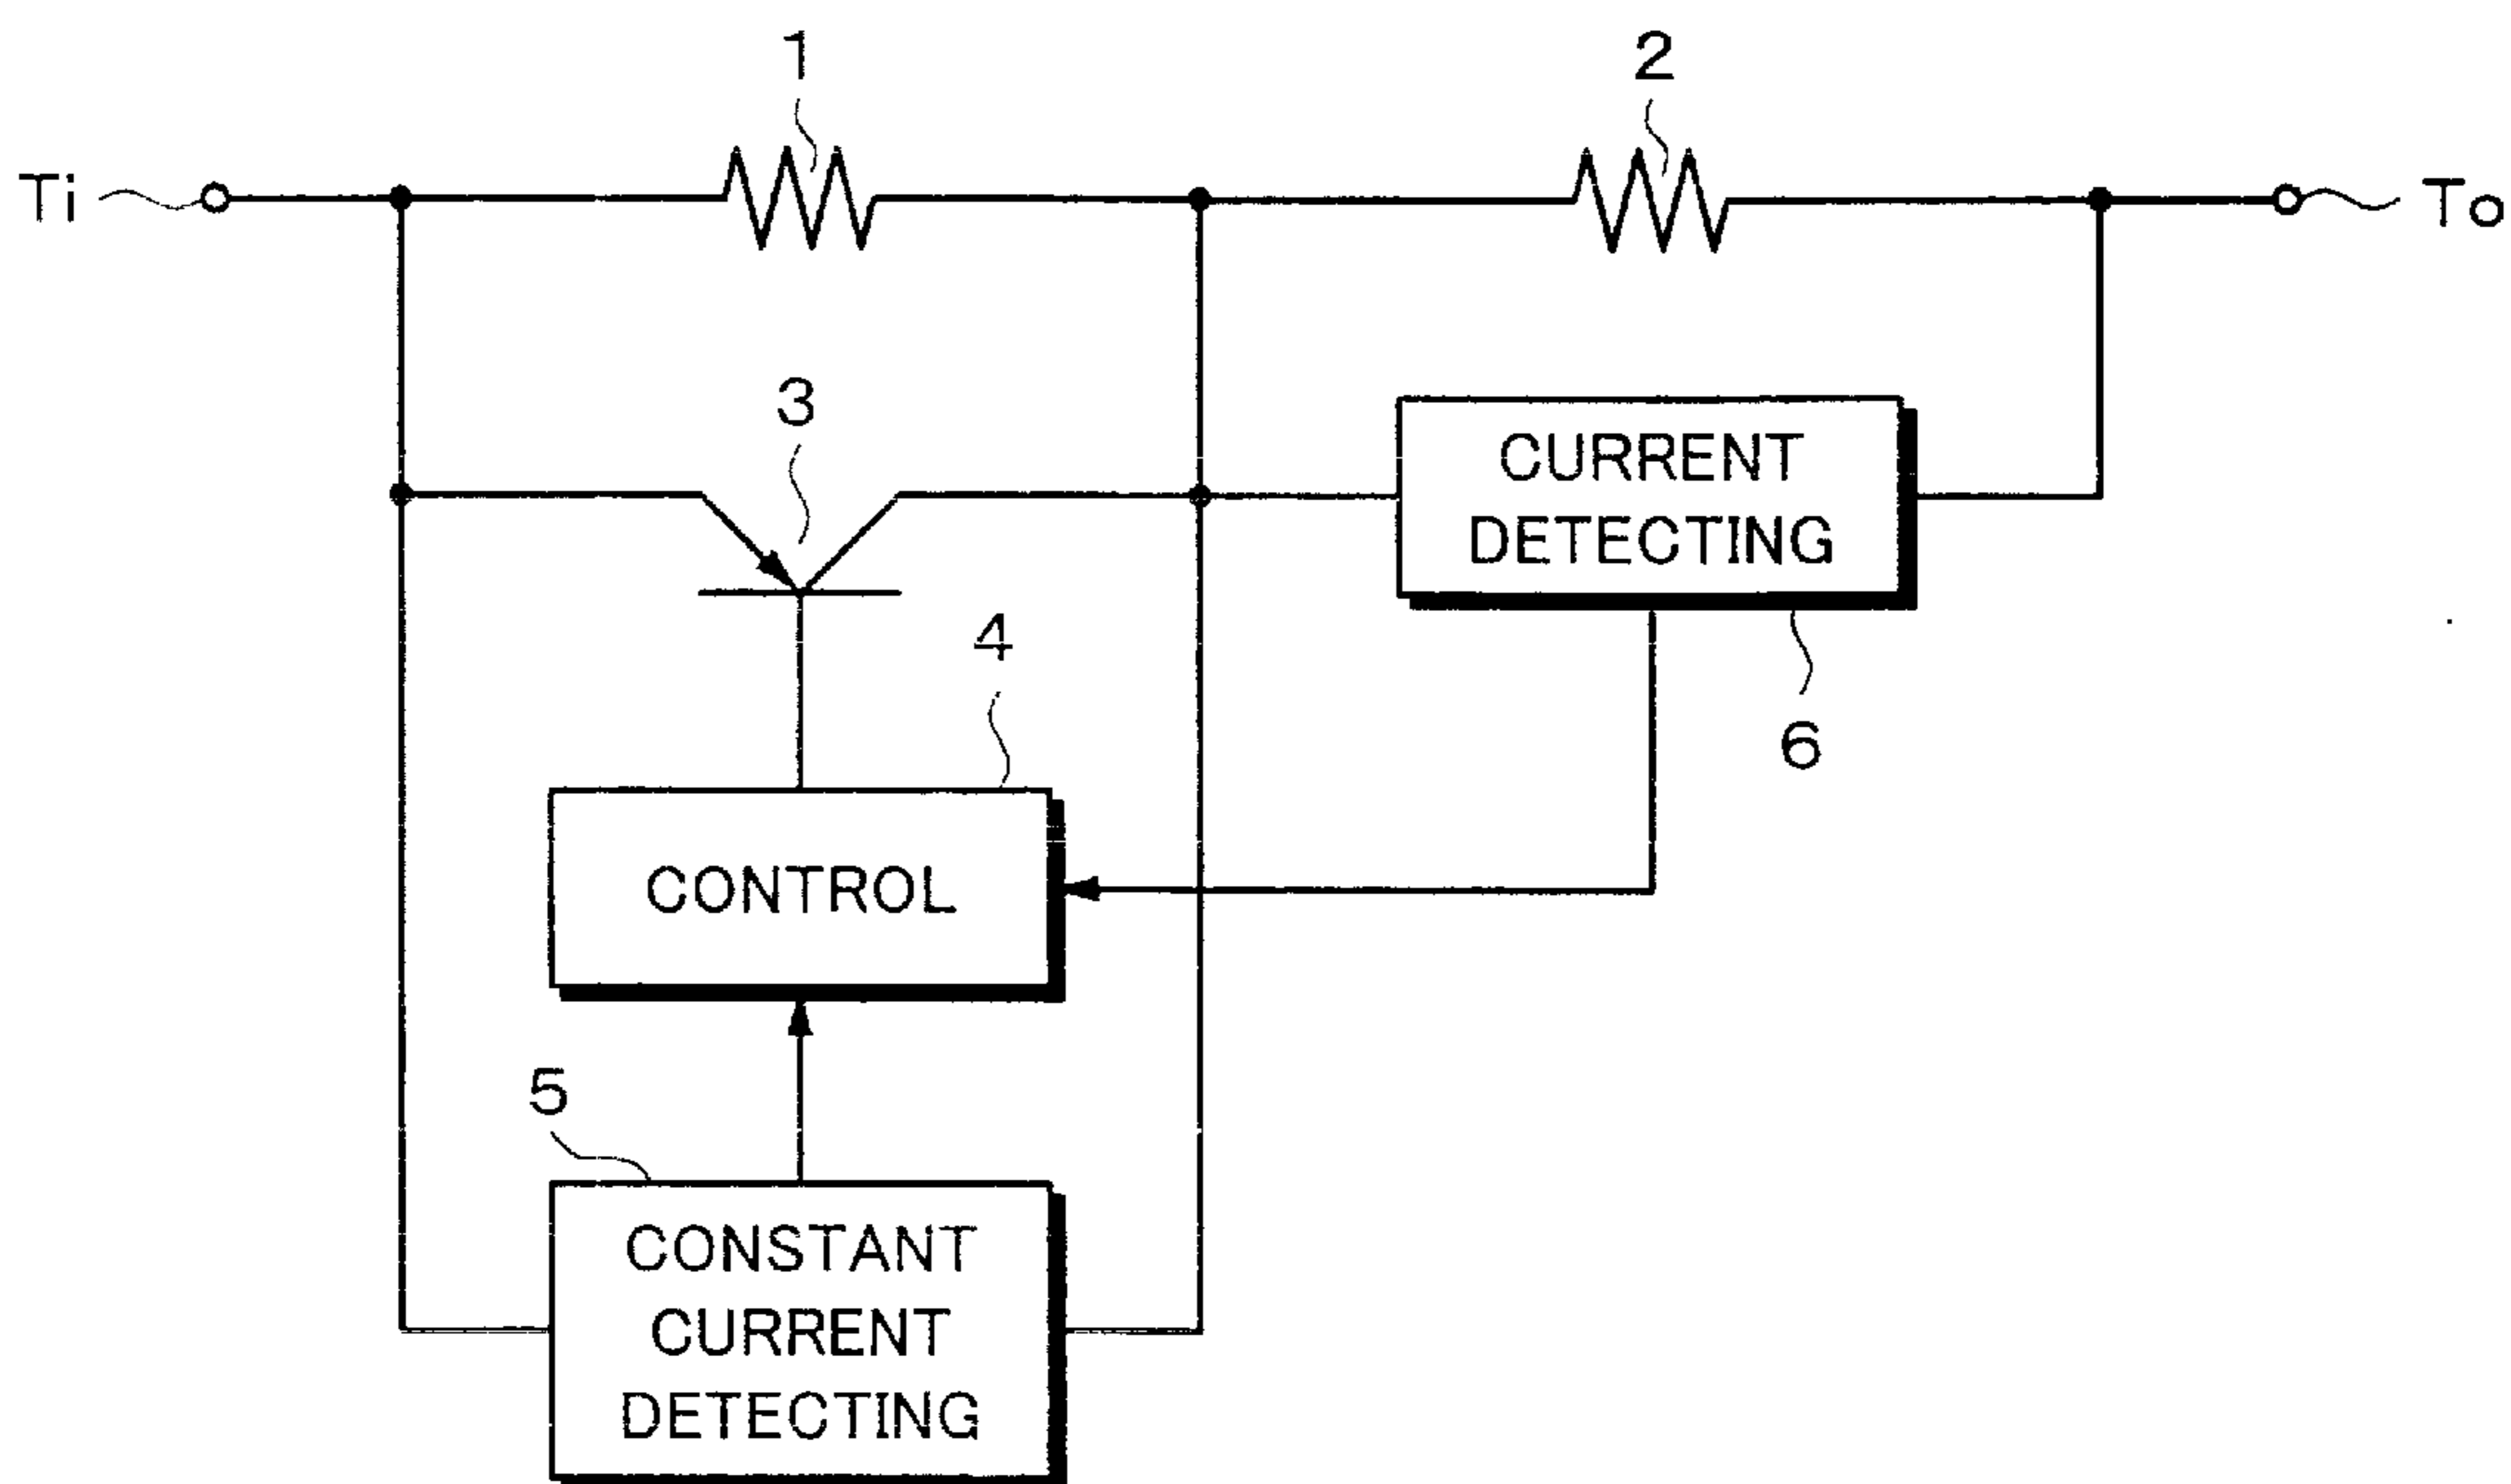 1
2
Ti
To
3
CURRENT
DETECTING
4
6
CONTROL
5
CONSTANT
CURRENT
DETECTING